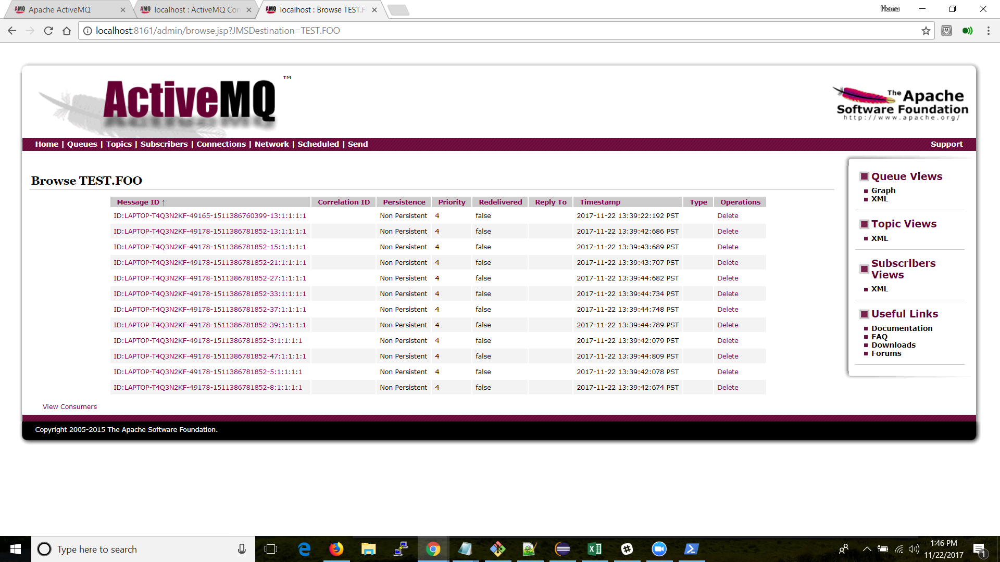 Apache ActiveMQ
localhost : ActiveMQ Con
localhost : Browse TEST.F
Hema
localhost:8161/admin/browse.jsp?JMSDestination=TEST.FOO
ActiveMQ ™
The Apache
Software Foundation
http://www.apache.org/
Home | Queues | Topics | Subscribers | Connections | Network | Scheduled | Send
Support
Browse TEST.FOO
Message ID ↑ Correlation ID Persistence Priority Redelivered Reply To Timestamp Type Operations
ID:LAPTOP-T4Q3N2KF-49165-1511386760399-13:1:1:1:1 Non Persistent 4 false 2017-11-22 13:39:22:192 PST Delete
ID:LAPTOP-T4Q3N2KF-49178-1511386781852-13:1:1:1:1 Non Persistent 4 false 2017-11-22 13:39:42:686 PST Delete
ID:LAPTOP-T4Q3N2KF-49178-1511386781852-15:1:1:1:1 Non Persistent 4 false 2017-11-22 13:39:43:689 PST Delete
ID:LAPTOP-T4Q3N2KF-49178-1511386781852-21:1:1:1:1 Non Persistent 4 false 2017-11-22 13:39:43:707 PST Delete
ID:LAPTOP-T4Q3N2KF-49178-1511386781852-27:1:1:1:1 Non Persistent 4 false 2017-11-22 13:39:44:682 PST Delete
ID:LAPTOP-T4Q3N2KF-49178-1511386781852-33:1:1:1:1 Non Persistent 4 false 2017-11-22 13:39:44:734 PST Delete
ID:LAPTOP-T4Q3N2KF-49178-1511386781852-37:1:1:1:1 Non Persistent 4 false 2017-11-22 13:39:44:748 PST Delete
ID:LAPTOP-T4Q3N2KF-49178-1511386781852-39:1:1:1:1 Non Persistent 4 false 2017-11-22 13:39:44:789 PST Delete
ID:LAPTOP-T4Q3N2KF-49178-1511386781852-3:1:1:1:1 Non Persistent 4 false 2017-11-22 13:39:42:079 PST Delete
ID:LAPTOP-T4Q3N2KF-49178-1511386781852-47:1:1:1:1 Non Persistent 4 false 2017-11-22 13:39:44:809 PST Delete
ID:LAPTOP-T4Q3N2KF-49178-1511386781852-5:1:1:1:1 Non Persistent 4 false 2017-11-22 13:39:42:078 PST Delete
ID:LAPTOP-T4Q3N2KF-49178-1511386781852-8:1:1:1:1 Non Persistent 4 false 2017-11-22 13:39:42:674 PST Delete
View Consumers
Queue Views
Graph
XML
Topic Views
XML
Subscribers
Views
XML
Useful Links
Documentation
FAQ
Downloads
Forums
Copyright 2005-2015 The Apache Software Foundation.
Type here to search
1:46 PM
11/22/2017
1